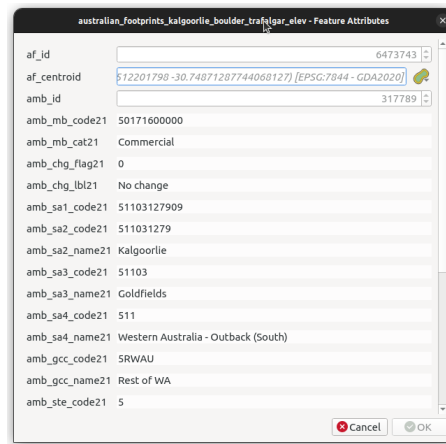 australian_footprints_kalgoorlie_boulder_trafalgar_elev - Feature Attributes
af_id 6473743
af_centroid 512201798 -30.74871287744068127) [EPSG:7844 - GDA2020]
amb_id 317789
amb_mb_code21 50171600000
amb_mb_cat21 Commercial
amb_chg_flag21 0
amb_chg_lbl21 No change
amb_sa1_code21 51103127909
amb_sa2_code21 511031279
amb_sa2_name21 Kalgoorlie
amb_sa3_code21 51103
amb_sa3_name21 Goldfields
amb_sa4_code21 511
amb_sa4_name21 Western Australia - Outback (South)
amb_gcc_code21 5RWAU
amb_gcc_name21 Rest of WA
amb_ste_code21 5
Cancel OK